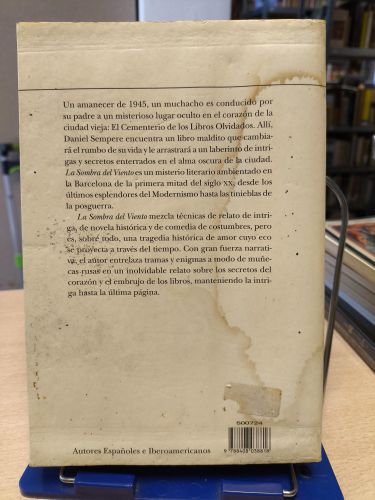 Un amanecer de 1945, un muchacho es conducido por
su padre a un misterioso lugar oculto en el corazón de la
ciudad vieja: El Cementerio de los Libros Olvidados. Allí,
Daniel Sempere encuentra un libro maldito que cambia-
rá el rumbo de su vida y le arrastrará a un laberinto de intri-
gas y secretos enterrados en el alma oscura de la ciudad.
La Sombra del Viento es un misterio literario ambientado en
la Barcelona de la primera mitad del siglo XX, desde los
últimos esplendores del Modernismo hasta las tinieblas de
la posguerra.
La Sombra del Viento mezcla técnicas de relato de intri-
ga, de novela histórica y de comedia de costumbres, pero
es, sobre todo, una tragedia histórica de amor cuyo eco
se proyecta a través del tiempo. Con gran fuerza narrati-
va, el autor entrelaza tramas y enigmas a modo de muñe-
cas rusas en un inolvidable relato sobre los secretos del
corazón y el embrujo de los libros, manteniendo la intri-
ga hasta la última página.
500724
Autores Españoles e Iberoamericanos